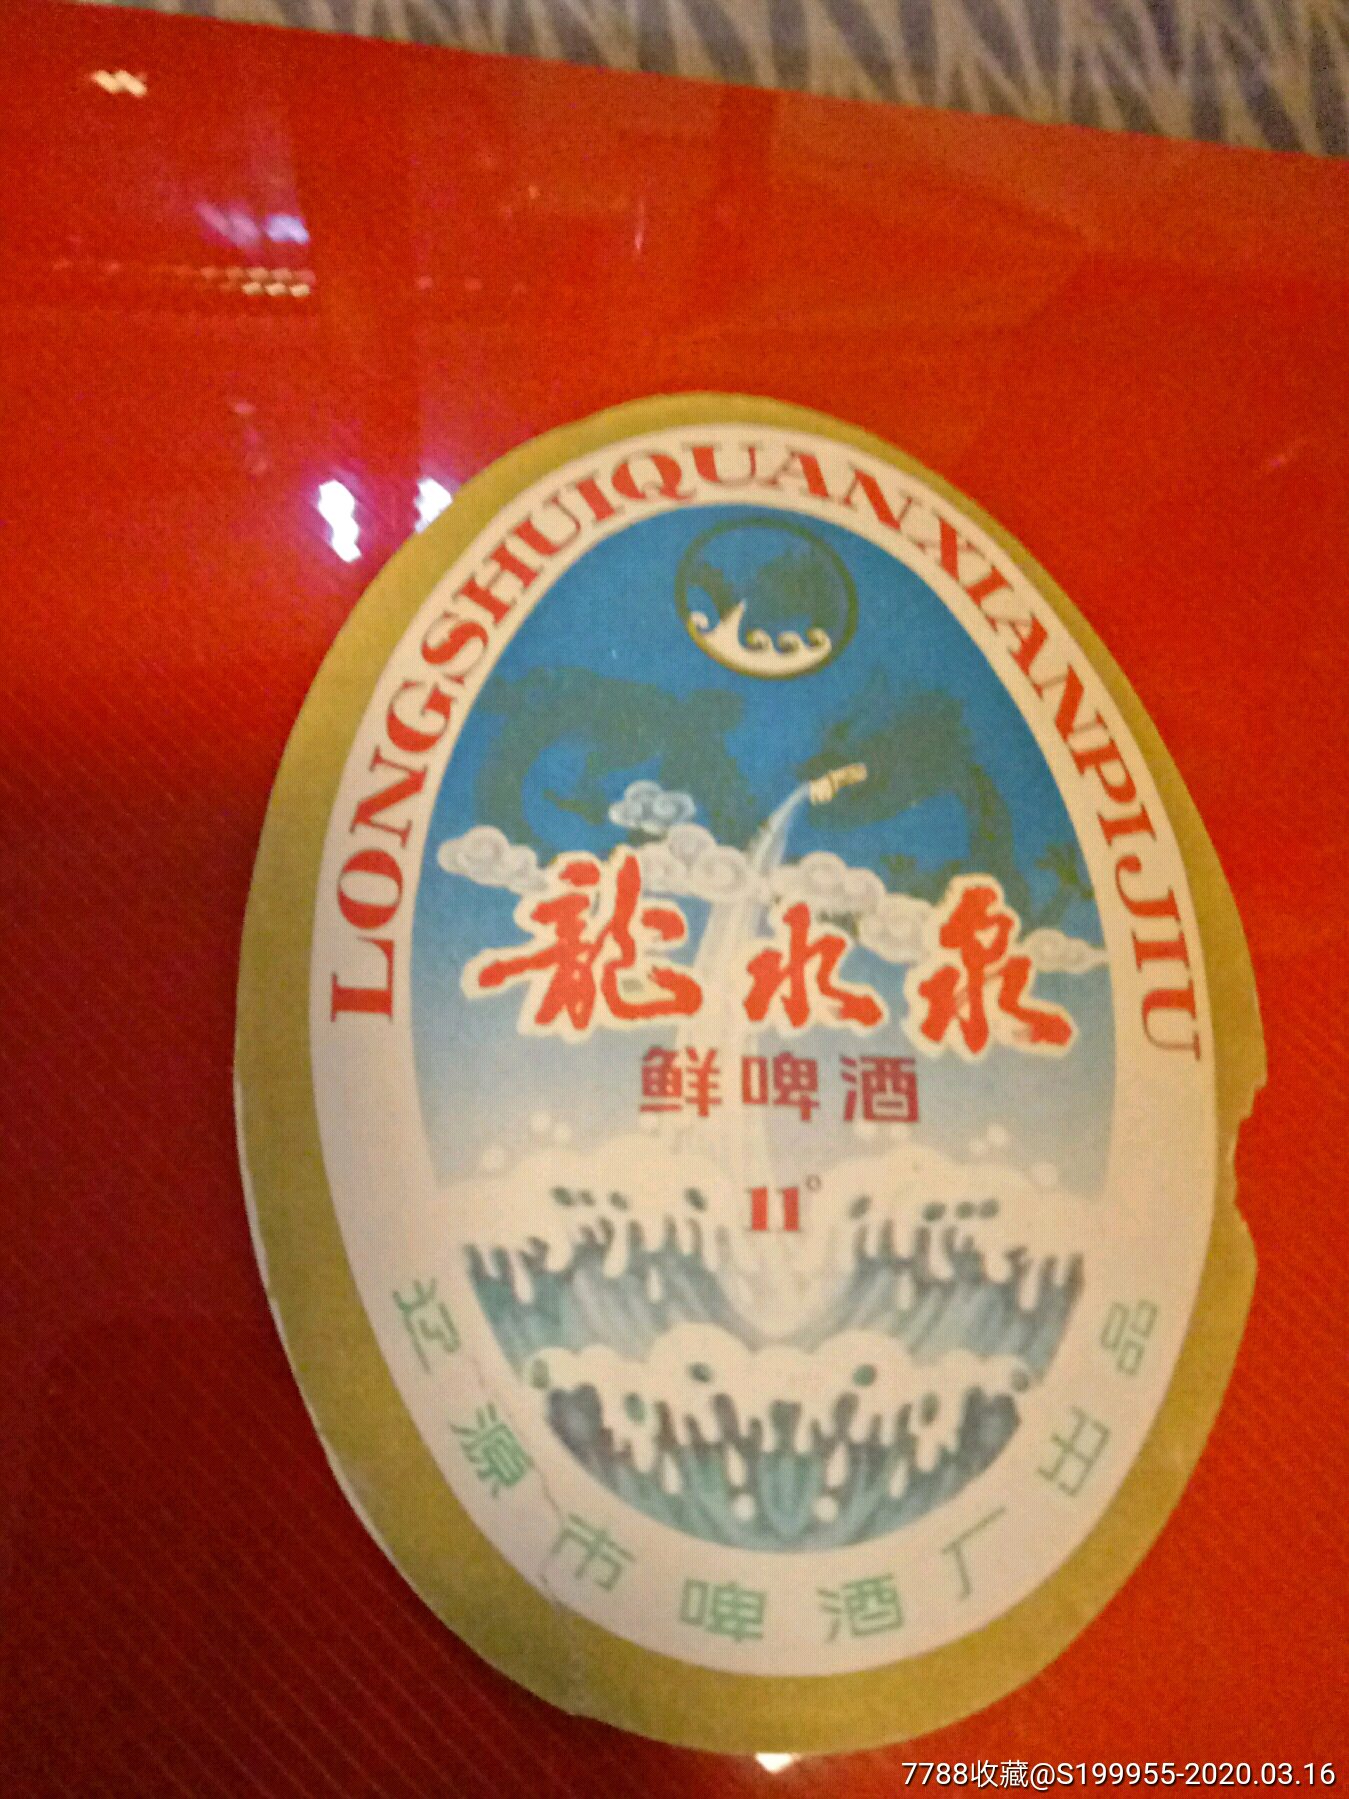 LONGSHUIQUANXIANPIJIU
龍水泉
鲜啤酒
11°
辽源市啤酒厂出品
7788收藏@S199955-2020.03.16